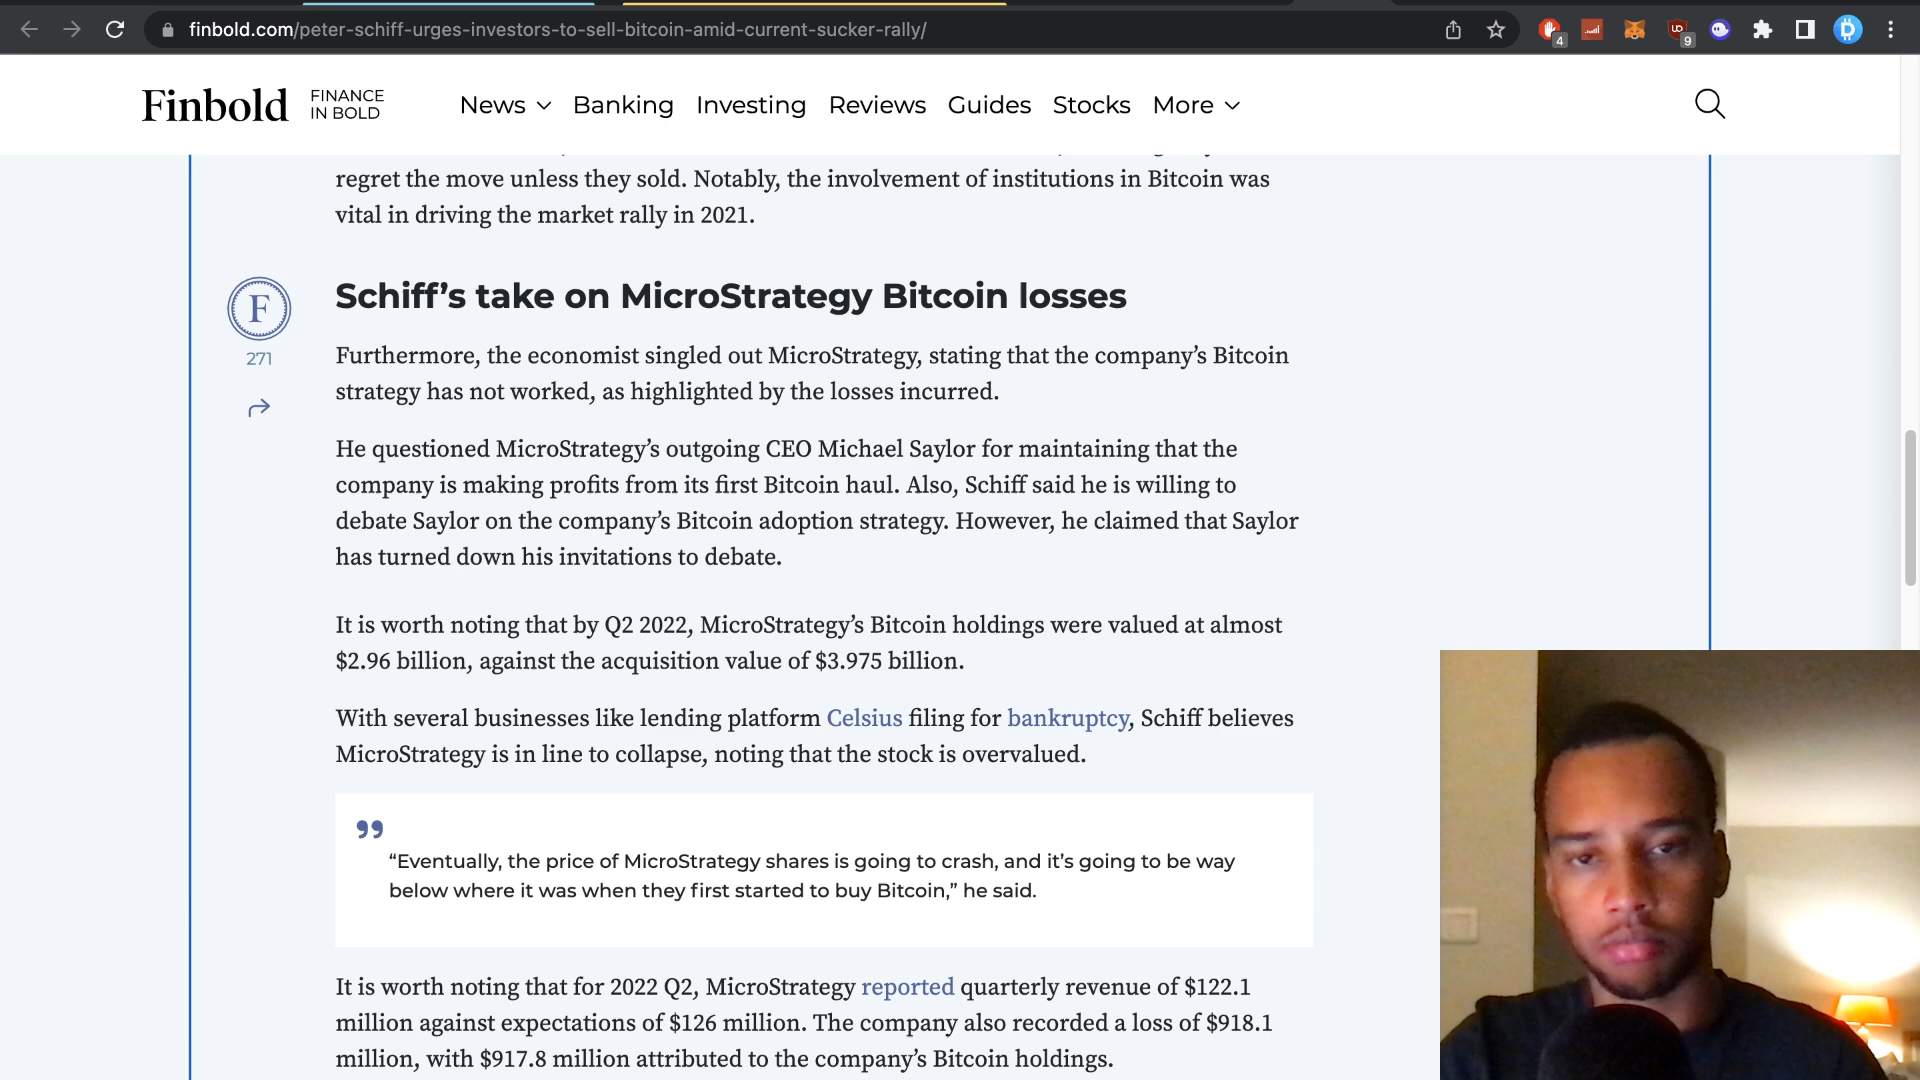 finbold.com/peter-schiff-urges-investors-to-sell-bitcoin-amid-current-sucker-rally/
4
9
Finbold
FINANCE
IN BOLD
News Banking Investing Reviews Guides Stocks More
regret the move unless they sold. Notably, the involvement of institutions in Bitcoin was
vital in driving the market rally in 2021.
F
271
Schiff’s take on MicroStrategy Bitcoin losses
Furthermore, the economist singled out MicroStrategy, stating that the company’s Bitcoin
strategy has not worked, as highlighted by the losses incurred.
He questioned MicroStrategy’s outgoing CEO Michael Saylor for maintaining that the
company is making profits from its first Bitcoin haul. Also, Schiff said he is willing to
debate Saylor on the company’s Bitcoin adoption strategy. However, he claimed that Saylor
has turned down his invitations to debate.
It is worth noting that by Q2 2022, MicroStrategy’s Bitcoin holdings were valued at almost
$2.96 billion, against the acquisition value of $3.975 billion.
With several businesses like lending platform Celsius filing for bankruptcy, Schiff believes
MicroStrategy is in line to collapse, noting that the stock is overvalued.
”
“Eventually, the price of MicroStrategy shares is going to crash, and it’s going to be way
below where it was when they first started to buy Bitcoin,” he said.
It is worth noting that for 2022 Q2, MicroStrategy reported quarterly revenue of $122.1
million against expectations of $126 million. The company also recorded a loss of $918.1
million, with $917.8 million attributed to the company’s Bitcoin holdings.